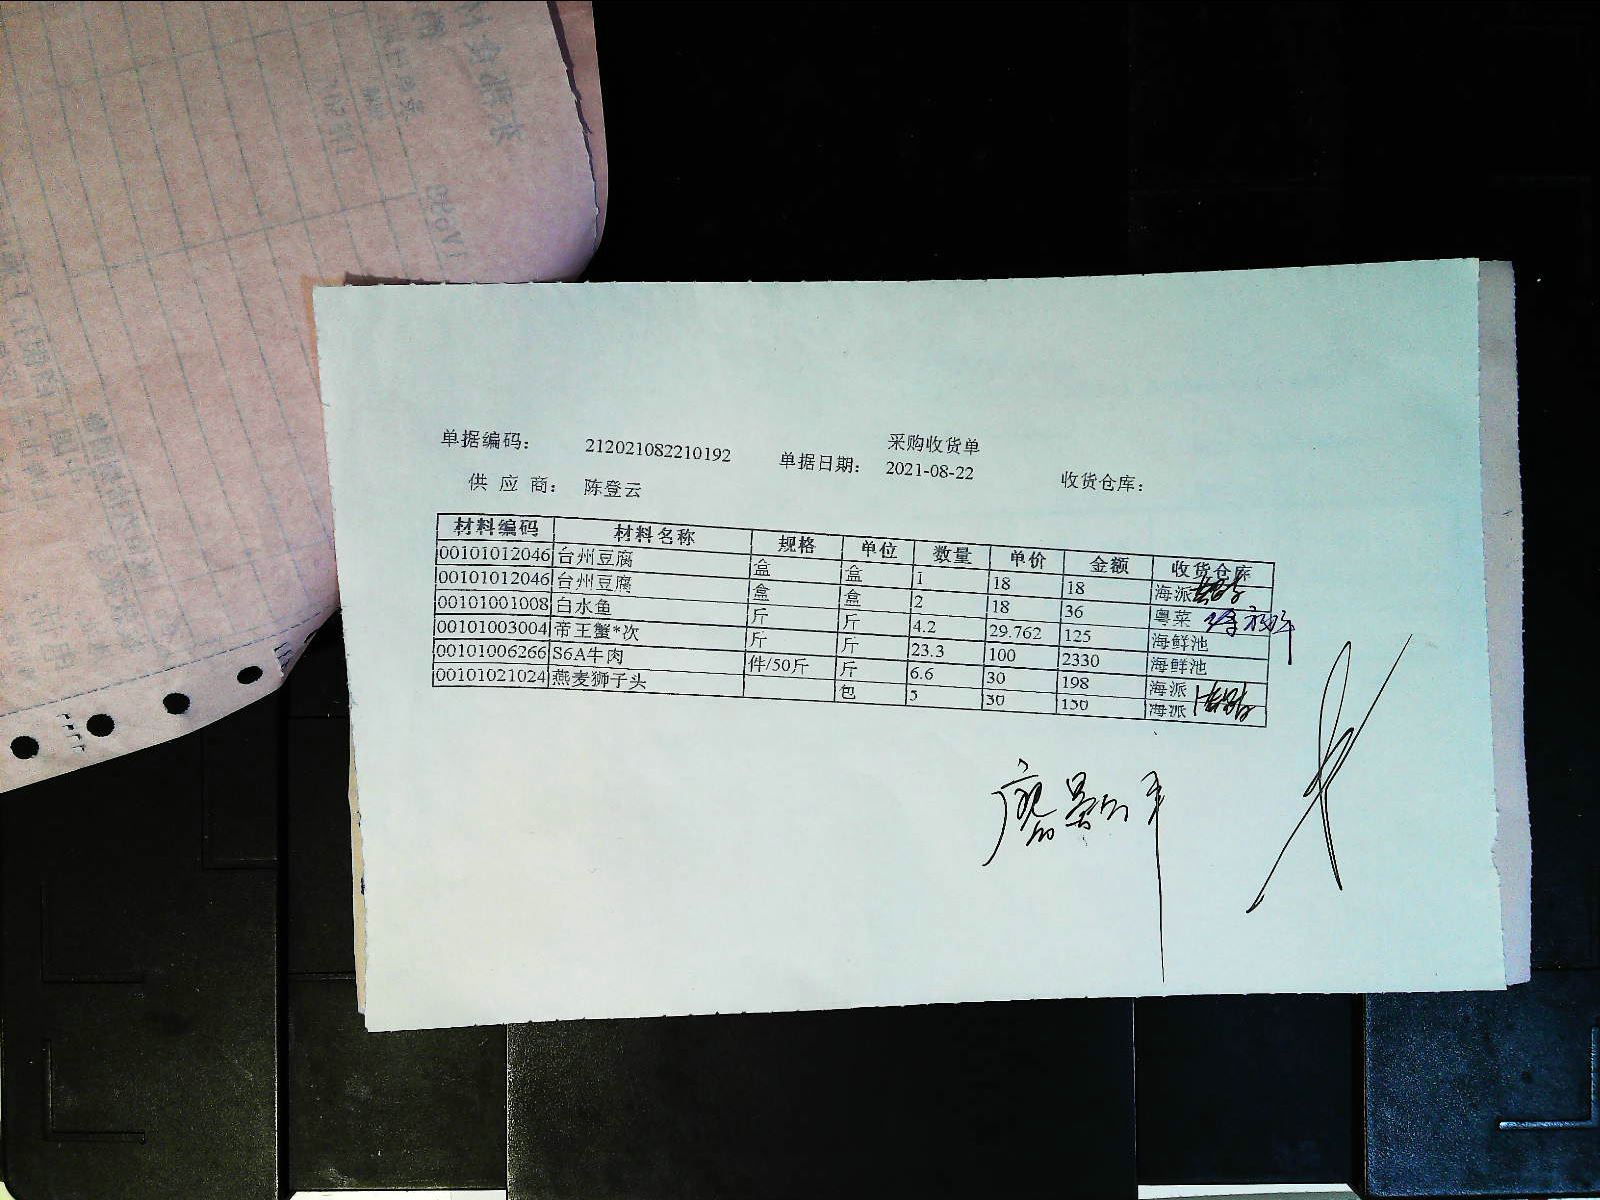 采购收货单
单据编码： 212021082210192 单据日期： 2021-08-22 收货仓库：
供 应 商： 陈登云
材料编码 材料名称 规格 单位 数量 单价 金额 收货仓库
00101012046 台州豆腐 盒 盒 1 18 18 海派
00101012046 台州豆腐 盒 盒 2 18 36 粤菜
00101001008 白水鱼 斤 斤 4.2 29.762 125 海鲜池
00101003004 帝王蟹*次 斤 斤 23.3 100 2330 海鲜池
00101006266 S6A牛肉 件/50斤 斤 6.6 30 198 海派
00101021024 燕麦狮子头 包 5 30 150 海派